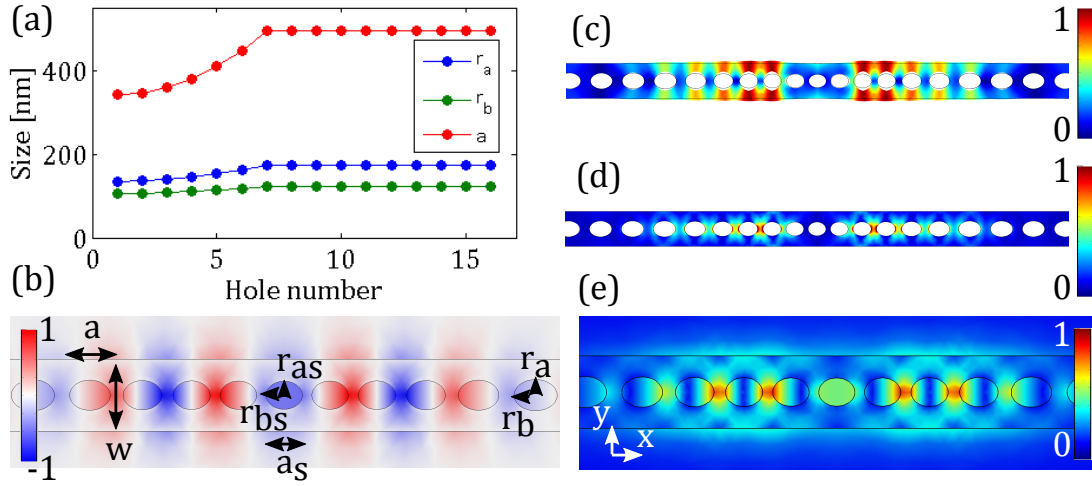 (a)
Size [nm]
400
200
0
0
5
10
15
Hole number
r_a
r_b
a
(b)
1
-1
a
w
r_as
r_bs
a_s
r_a
r_b
(c)
1
0
(d)
1
0
(e)
1
0
y
x